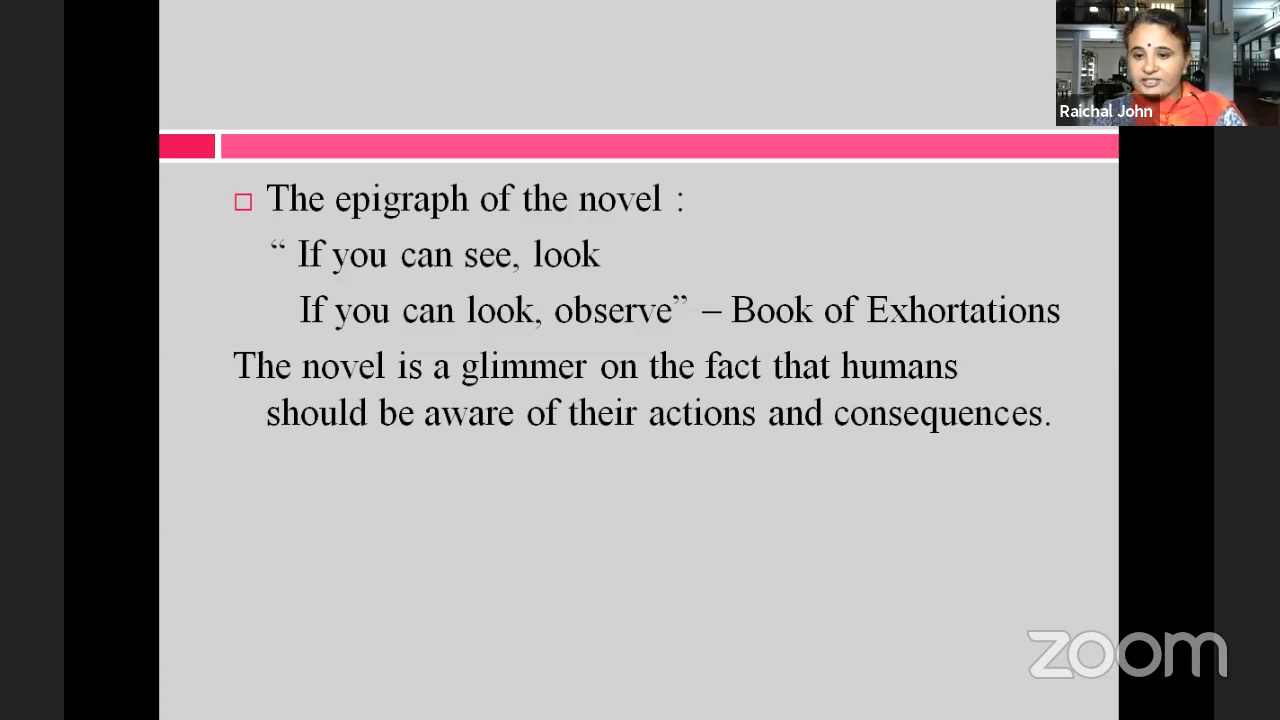 Raichal John
The epigraph of the novel :
“ If you can see, look
If you can look, observe” – Book of Exhortations
The novel is a glimmer on the fact that humans
should be aware of their actions and consequences.
zoom